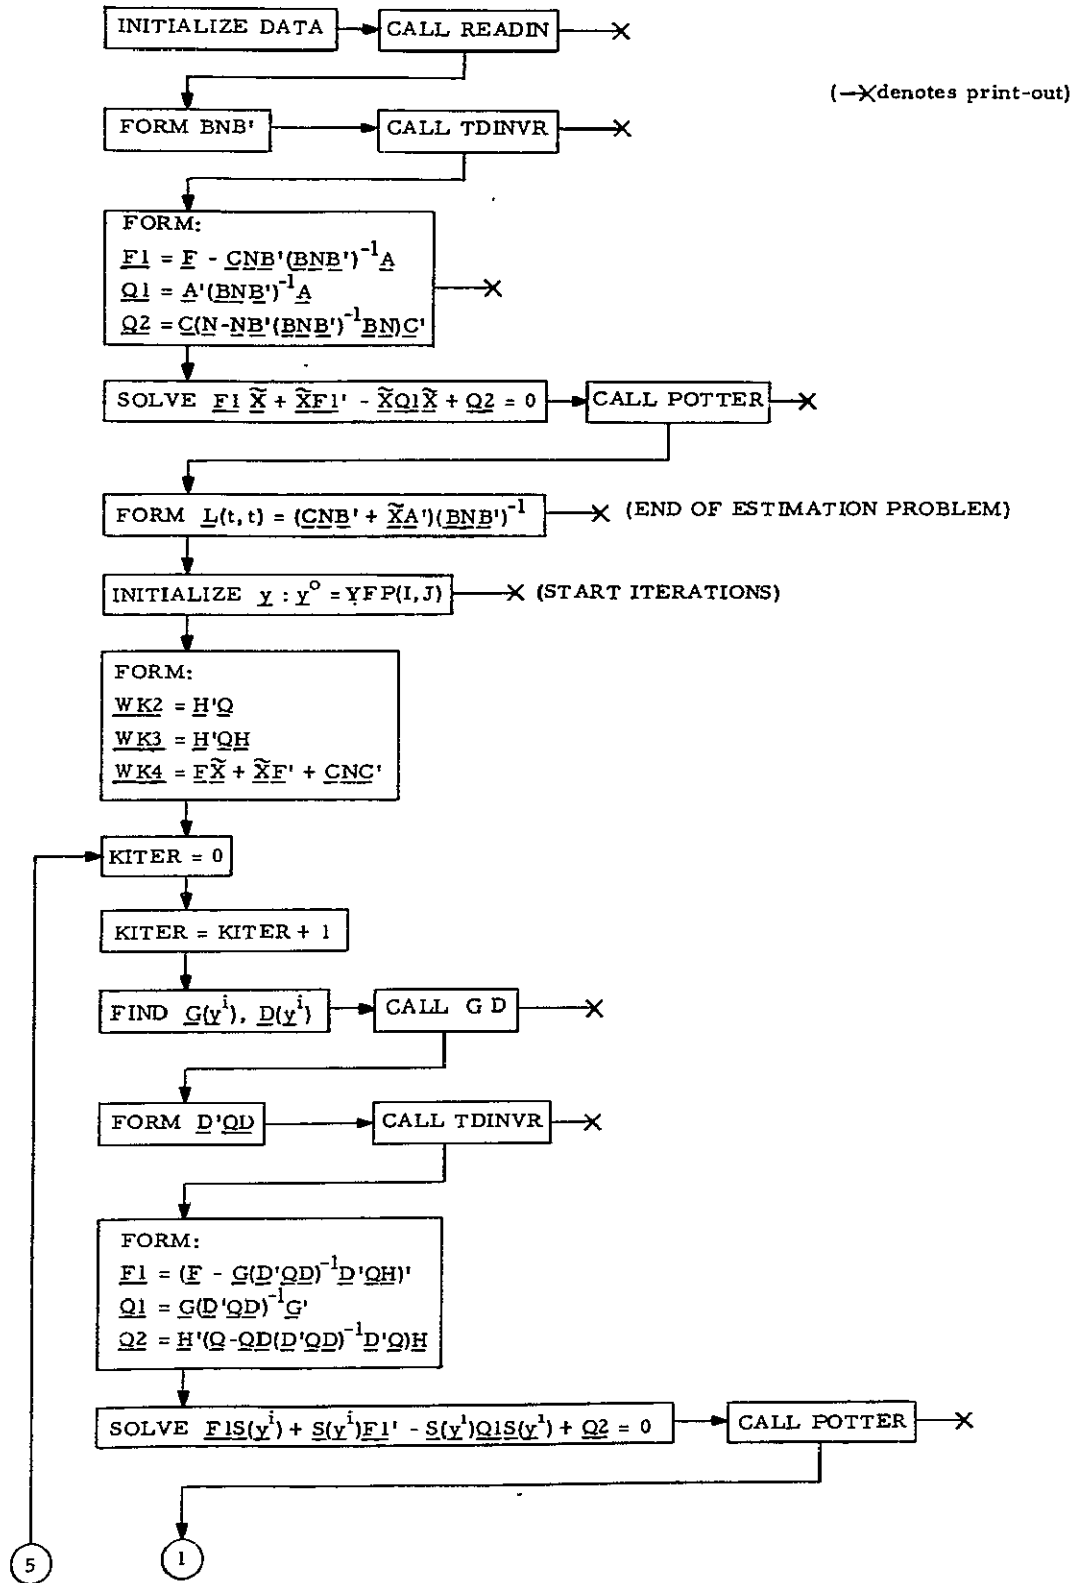 INITIALIZE DATA
CALL READIN
(—X denotes print-out)
FORM BNB'
CALL TDINVR
FORM:
F1 = F - CNB'(BNB')⁻¹A
Q1 = A'(BNB')⁻¹A
Q2 = C(N-NB'(BNB')⁻¹BN)C'
SOLVE F1 X̃ + X̃F1' - X̃Q1X̃ + Q2 = 0
CALL POTTER
FORM L(t, t) = (CNB' + X̃A')(BNB')⁻¹
(END OF ESTIMATION PROBLEM)
INITIALIZE y : y⁰ = YFP(I, J)
(START ITERATIONS)
FORM:
WK2 = H'Q
WK3 = H'QH
WK4 = FX̃ + X̃F' + CNC'
KITER = 0
KITER = KITER + 1
FIND G(yⁱ), D(yⁱ)
CALL G D
FORM D'QD
CALL TDINVR
FORM:
F1 = (F - G(D'QD)⁻¹D'QH)'
Q1 = G(D'QD)⁻¹G'
Q2 = H'(Q-QD(D'QD)⁻¹D'Q)H
SOLVE F1S(yⁱ) + S(yⁱ)F1' - S(yⁱ)Q1S(yⁱ) + Q2 = 0
CALL POTTER
5
1